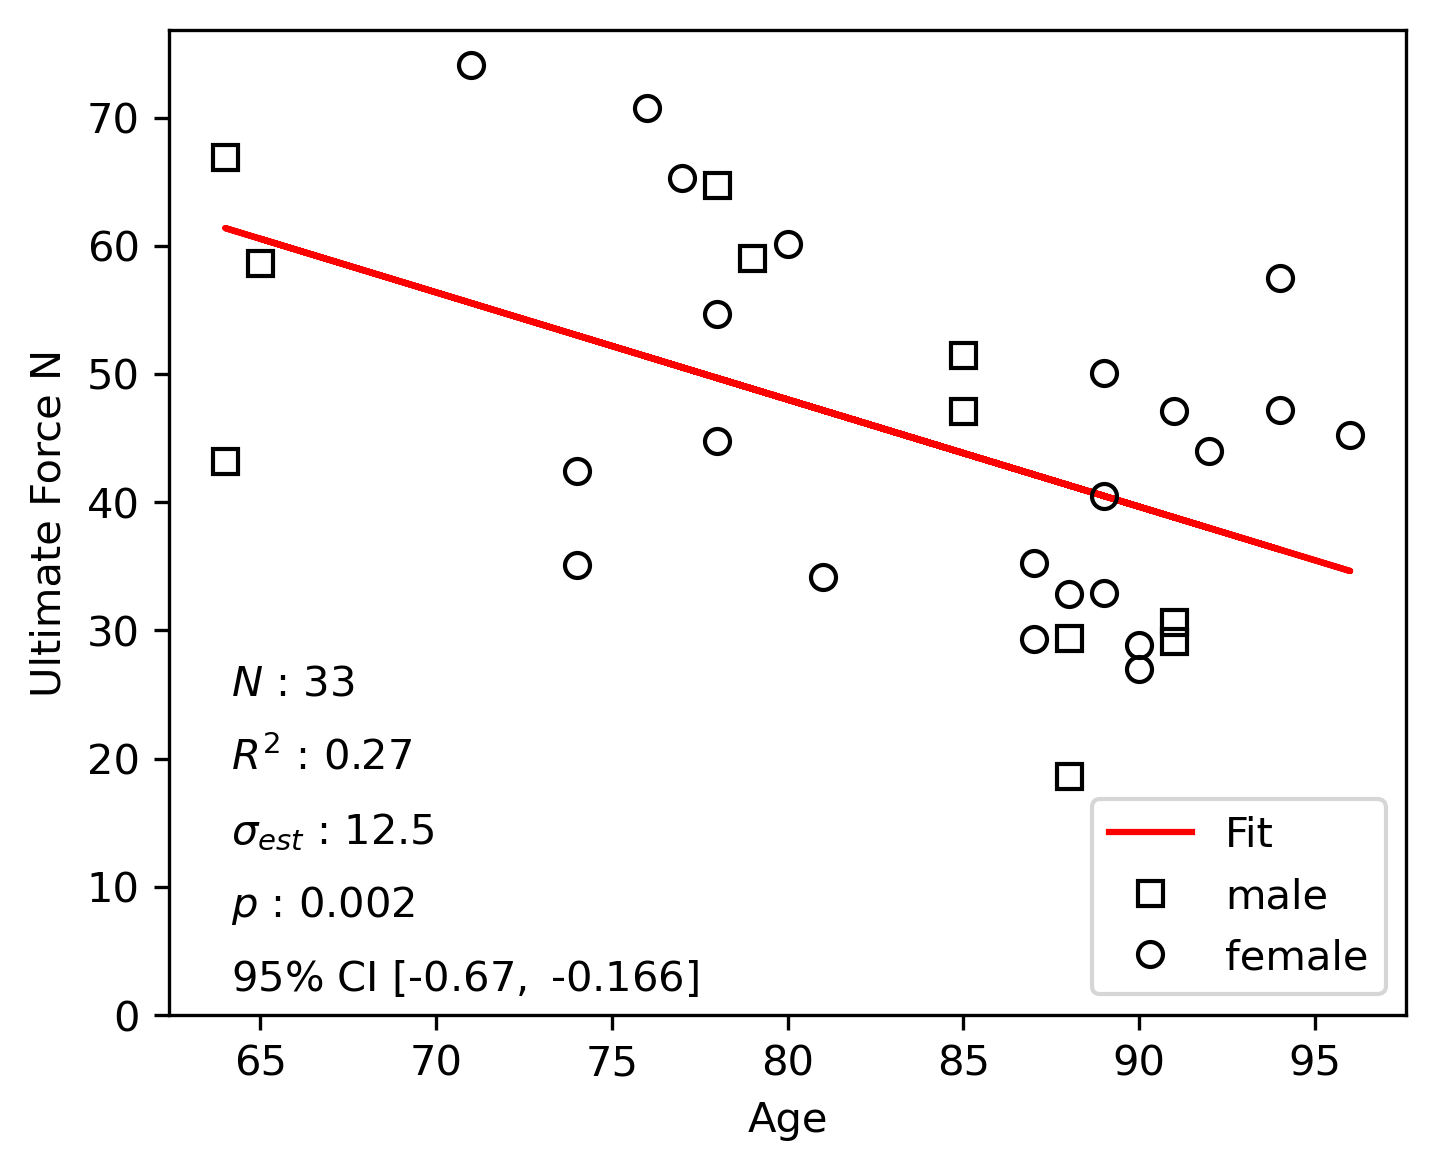 70
60
50
40
30
20
10
0
Ultimate Force N
N : 33
R² : 0.27
σest : 12.5
p : 0.002
95% CI [-0.67, -0.166]
Fit
male
female
65 70 75 80 85 90 95
Age